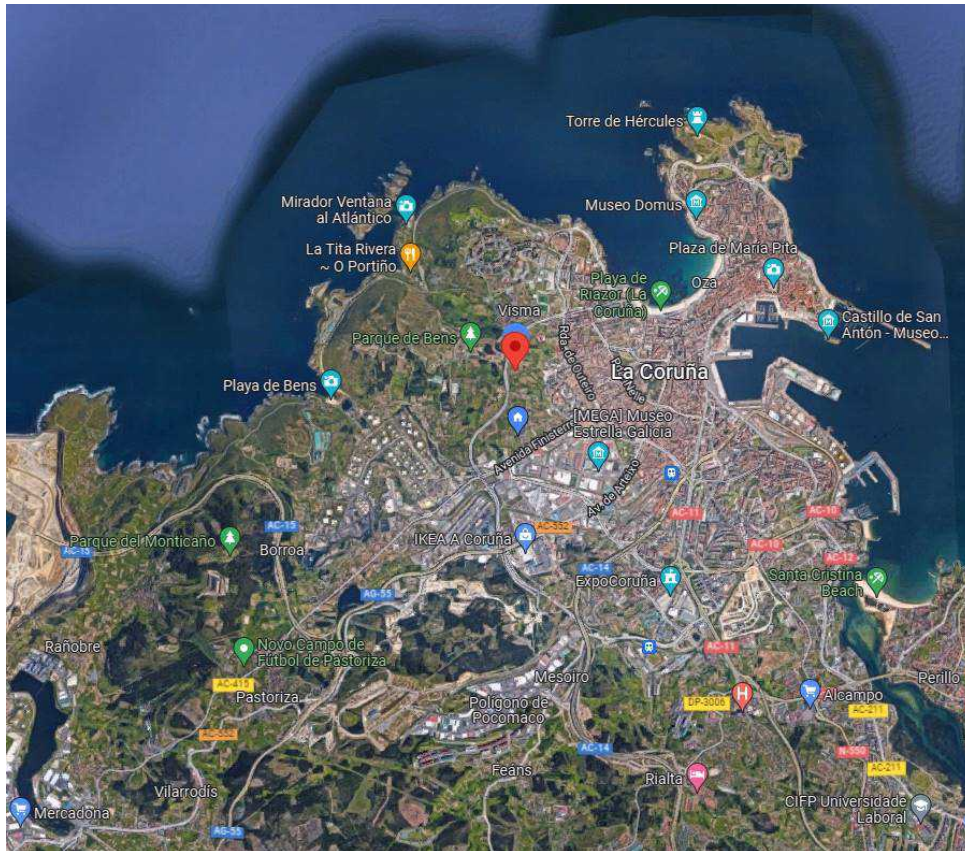 Torre de Hércules
Mirador Ventana
al Atlántico
Museo Domus
La Tita Rivera
~ O Portiño
Plaza de María Pita
Playa de
Riazor (La
Coruña)
Oza
Visma
Castillo de San
Antón - Museo...
Parque de Bens
Rda. de Outeiro
La Coruña
Playa de Bens
[MEGA] Museo
Estrella Galicia
Avenida Finisterre
Av. de Arteixo
AC-11
AC-10
AC-15
AC-552
Parque del Monticaño
IKEA A Coruña
AC-15
Borroa
AC-10
AC-12
AC-14
ExpoCoruña
Santa Cristina
Beach
AG-55
Rañobre
Novo Campo de
Fútbol de Pastoriza
AC-11
Mesoiro
Perillo
AC-415
Pastoriza
Polígono de
Pocomaco
DP-3006
H
Alcampo
AC-211
AC-552
AC-14
N-550
Feáns
AC-211
Rialta
Vilarrodís
Mercadona
CIFP Universidade
Laboral
AG-55